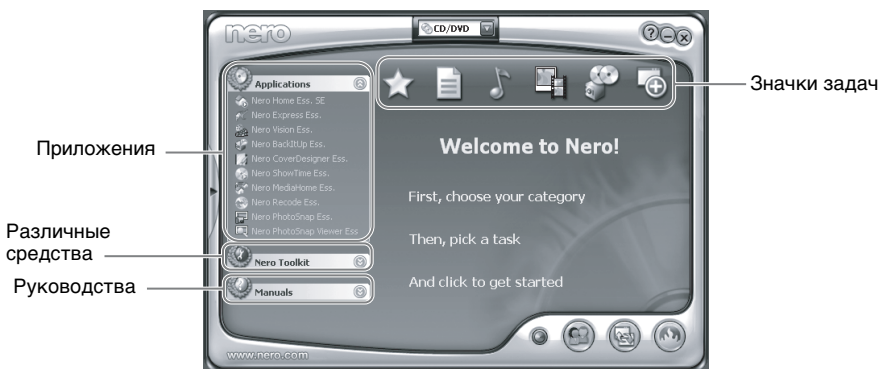 nero
CD/DVD
Applications
Nero Home Ess. SE
Nero Express Ess.
Nero Vision Ess.
Nero BackItUp Ess.
Nero CoverDesigner Ess.
Nero ShowTime Ess.
Nero MediaHome Ess.
Nero Recode Ess.
Nero PhotoSnap Ess.
Nero PhotoSnap Viewer Ess
Nero Toolkit
Manuals
Welcome to Nero!
First, choose your category
Then, pick a task
And click to get started
www.nero.com
Приложения
Различные
средства
Руководства
Значки задач